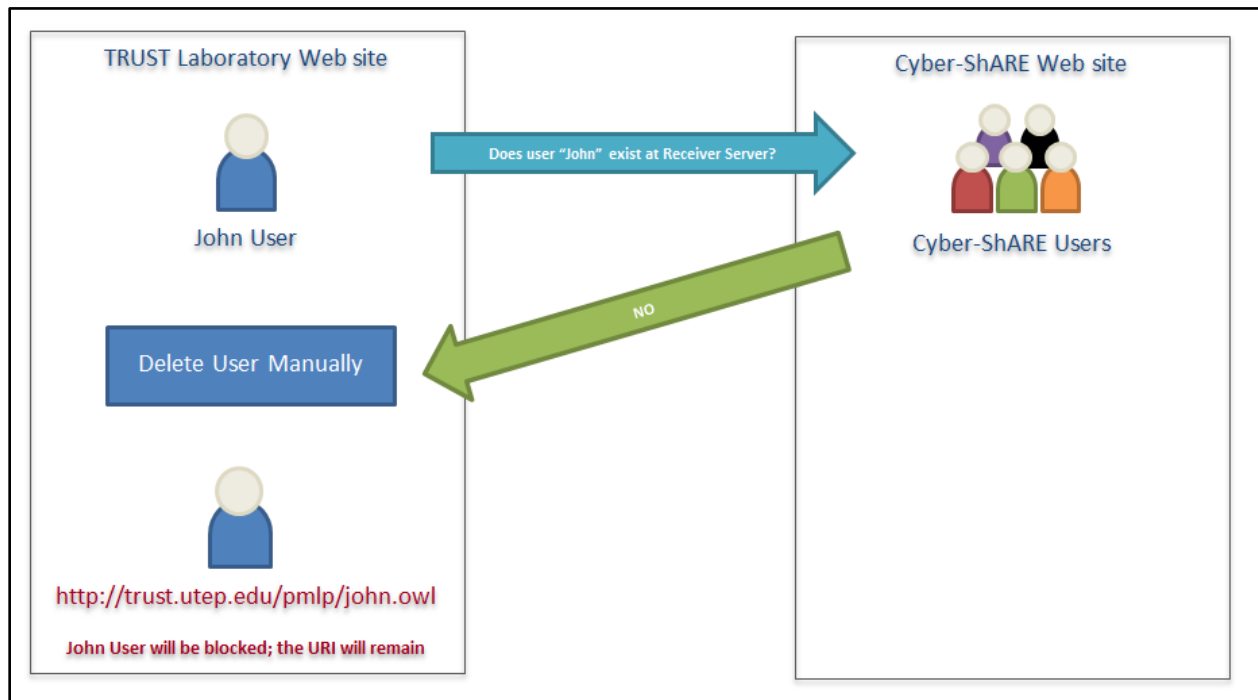 TRUST Laboratory Web site
John User
Delete User Manually
http://trust.utep.edu/pmlp/john.owl
John User will be blocked; the URI will remain
Does user “John” exist at Receiver Server?
NO
Cyber-ShARE Web site
Cyber-ShARE Users